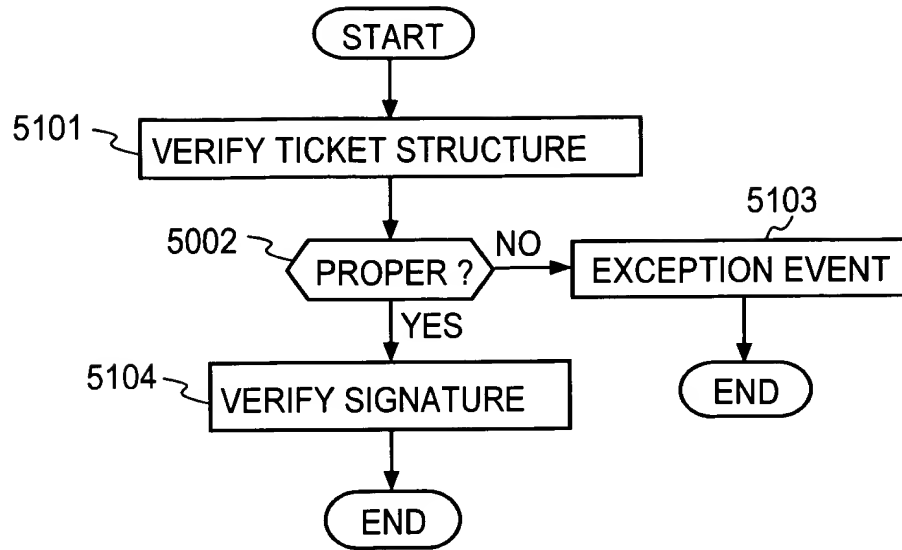 START
5101
VERIFY TICKET STRUCTURE
5103
5002
PROPER ?
NO
EXCEPTION EVENT
YES
5104
VERIFY SIGNATURE
END
END